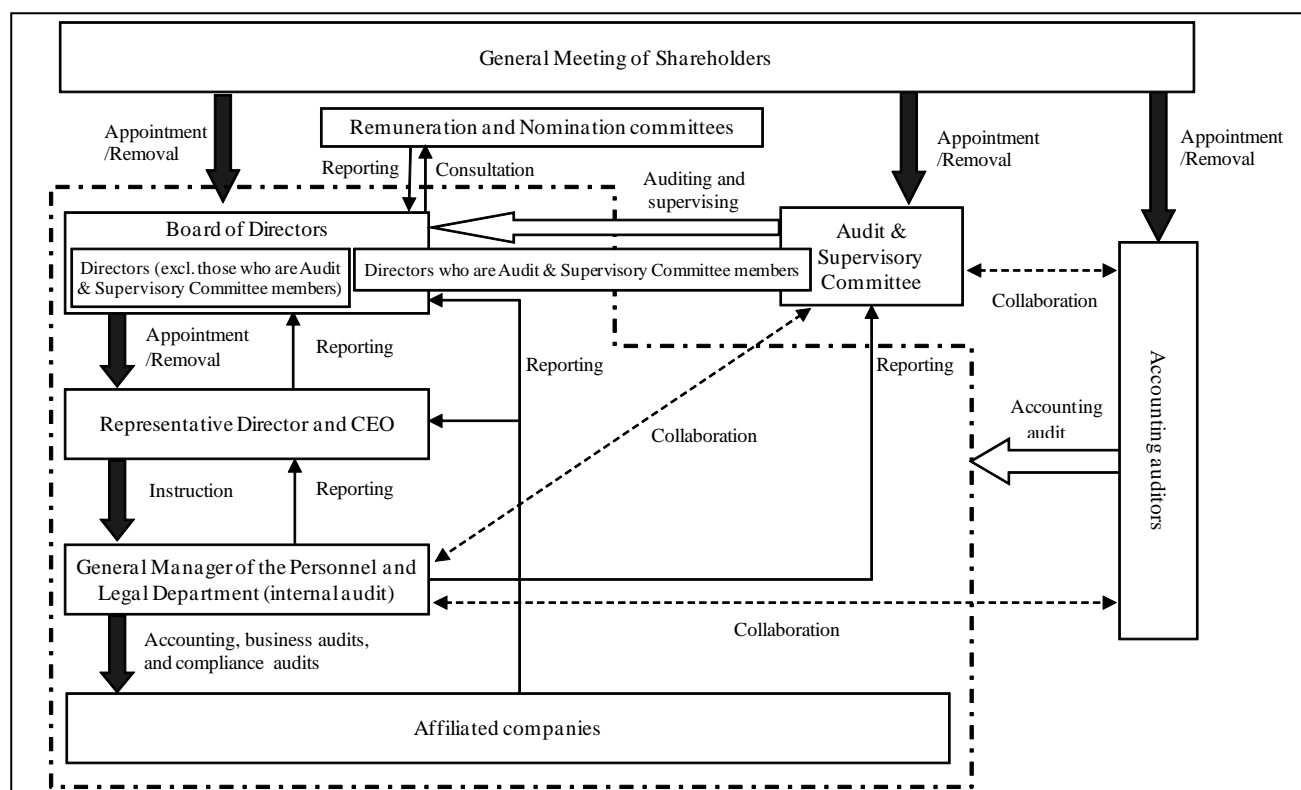 General Meeting of Shareholders
Appointment
/Removal
Remuneration and Nomination committees
Appointment
/Removal
Appointment
/Removal
Reporting
Consultation
Auditing and
supervising
Board of Directors
Audit &
Supervisory
Committee
Directors (excl. those who are Audit
& Supervisory Committee members)
Directors who are Audit & Supervisory Committee members
Collaboration
Appointment
/Removal
Reporting
Reporting
Reporting
Representative Director and CEO
Collaboration
Accounting
audit
Accounting auditors
Instruction
Reporting
General Manager of the Personnel and
Legal Department (internal audit)
Collaboration
Accounting, business audits,
and compliance audits
Affiliated companies